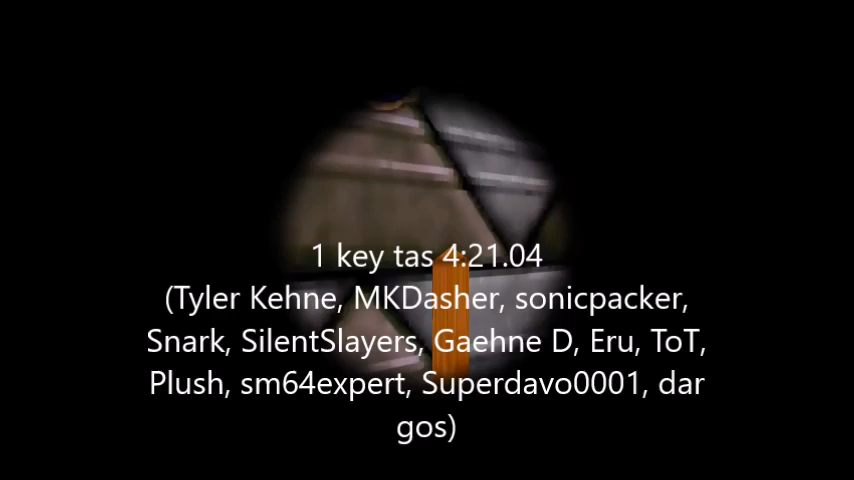 1 key tas 4:21.04
(Tyler Kehne, MKDasher, sonicpacker,
Snark, SilentSlayers, Gaehne D, Eru, ToT,
Plush, sm64expert, Superdavo0001, dar
gos)